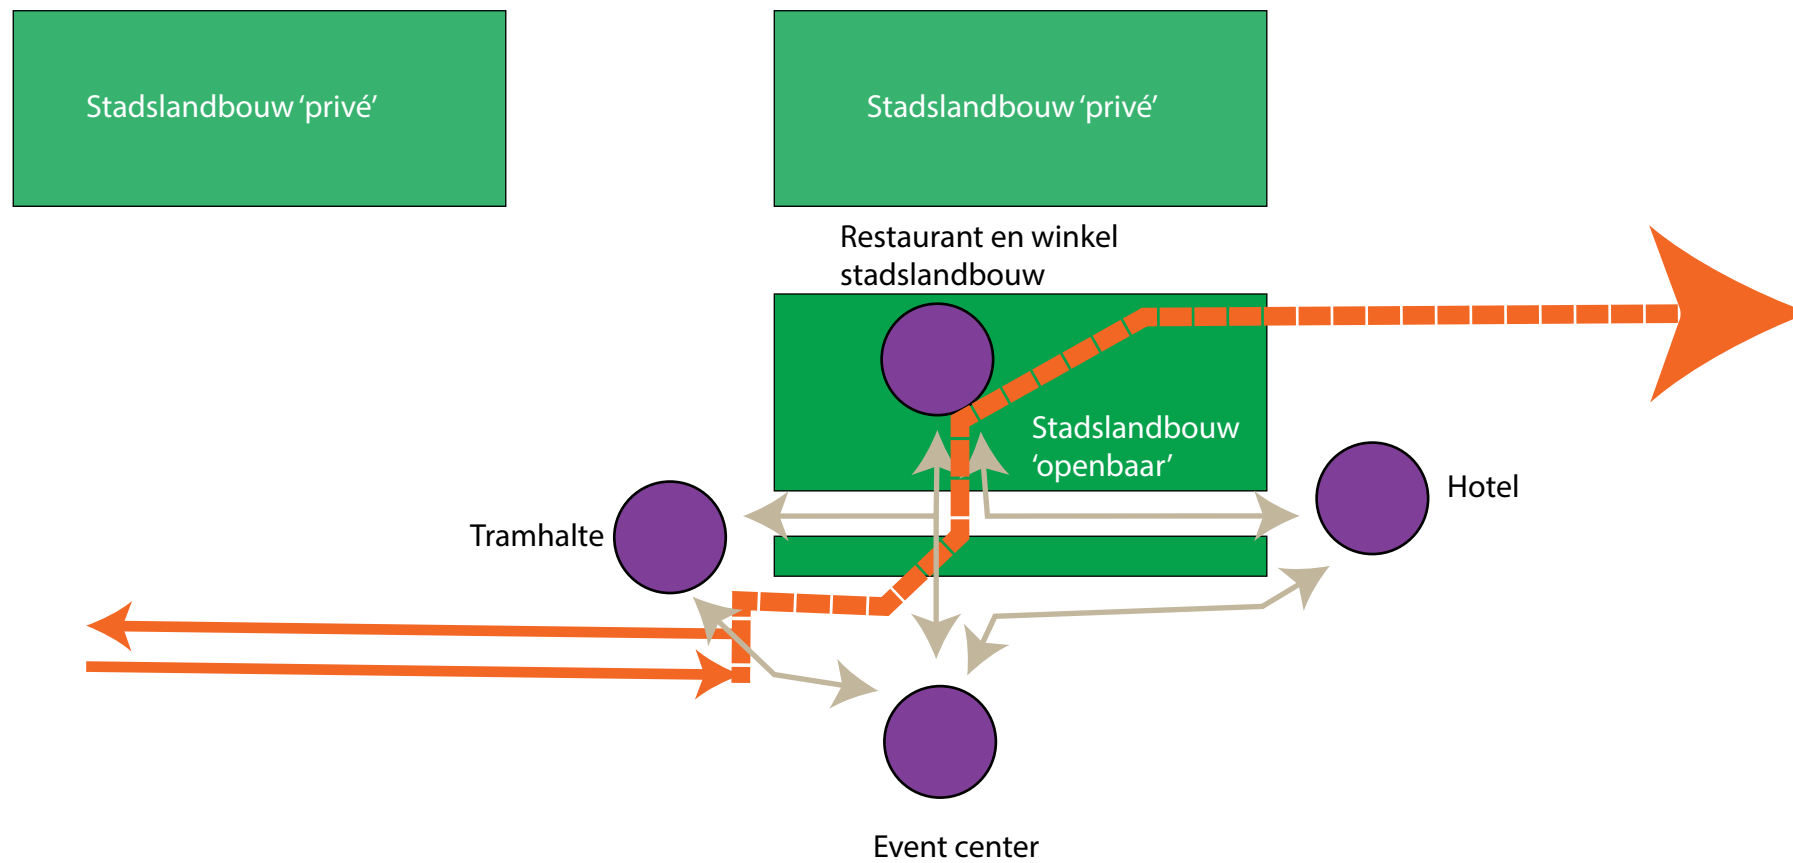 Stadslandbouw ‘privé’
Stadslandbouw ‘privé’
Restaurant en winkel
stadslandbouw
Stadslandbouw
‘openbaar’
Hotel
Tramhalte
Event center